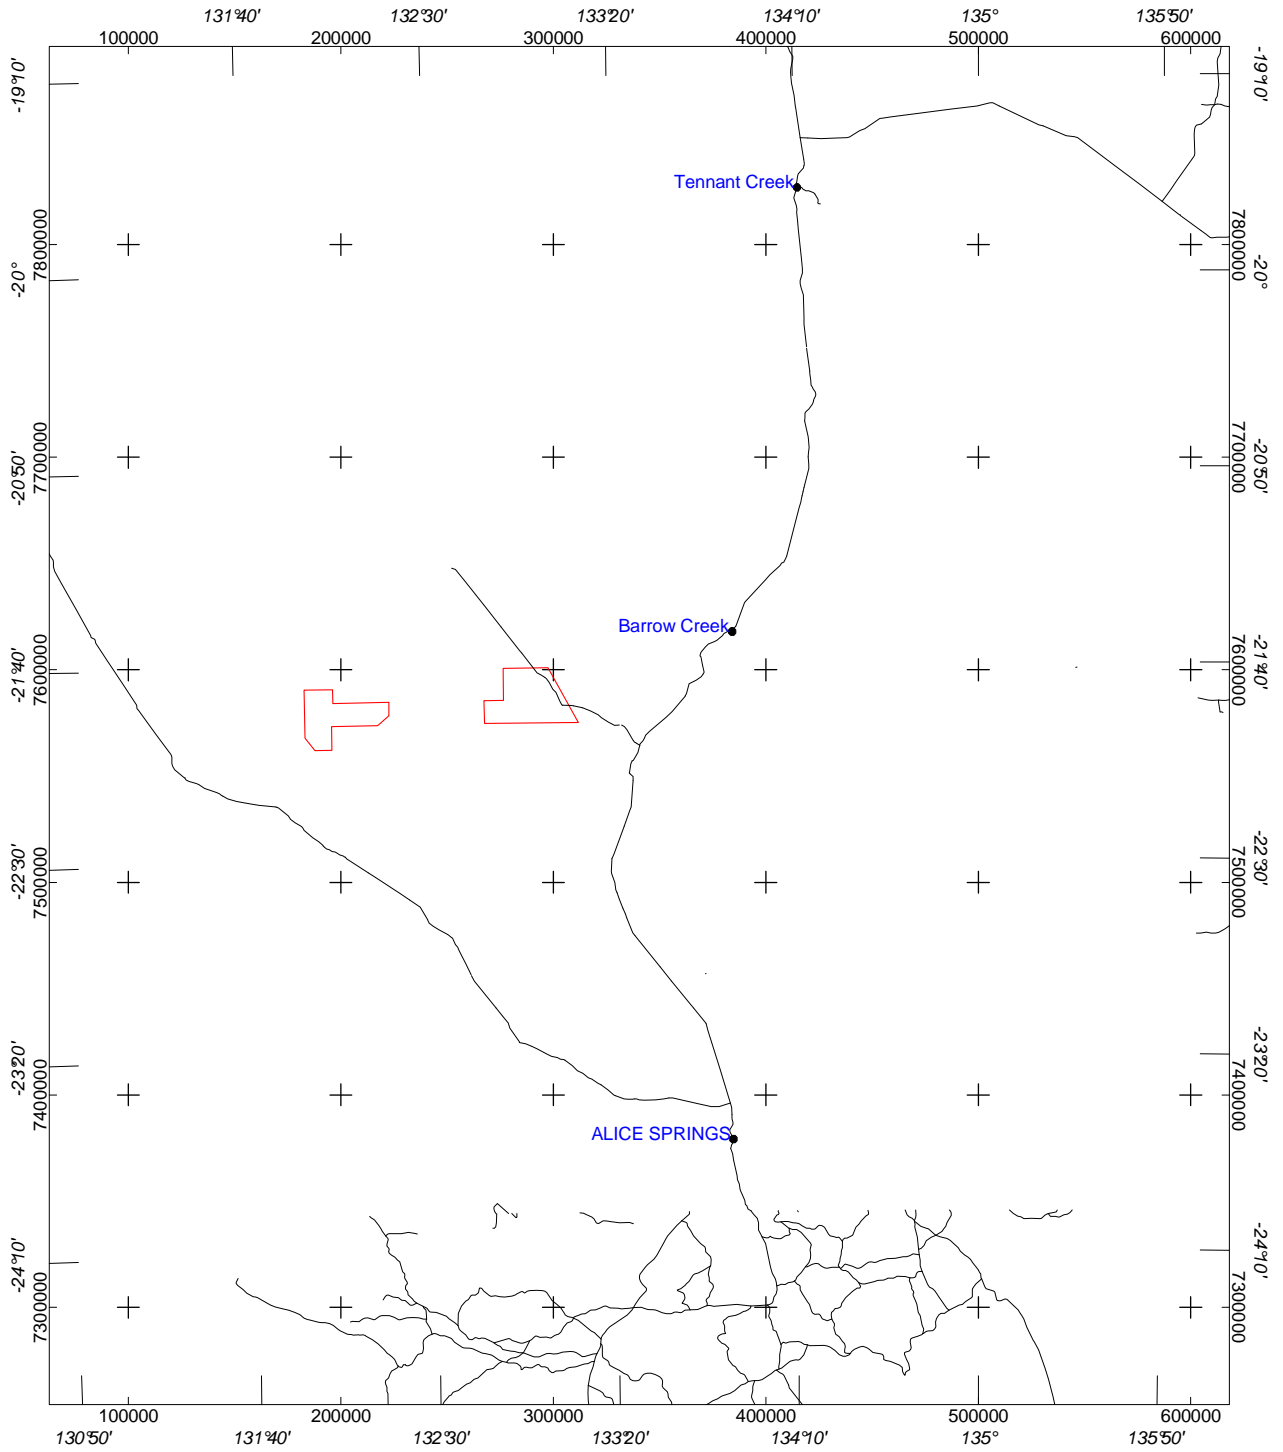 131°40' 132°30' 133°20' 134°10' 135° 135°50'
100000 200000 300000 400000 500000 600000
-19°10' -19°10'
Tennant Creek
7800000 7800000
-20° -20°
7700000 7700000
-20°50' -20°50'
Barrow Creek
7600000 7600000
-21°40' -21°40'
-22°30' -22°30'
7500000 7500000
-23°20' -23°20'
7400000 7400000
ALICE SPRINGS
-24°10' -24°10'
7300000 7300000
100000 200000 300000 400000 500000 600000
130°50' 131°40' 132°30' 133°20' 134°10' 135° 135°50'